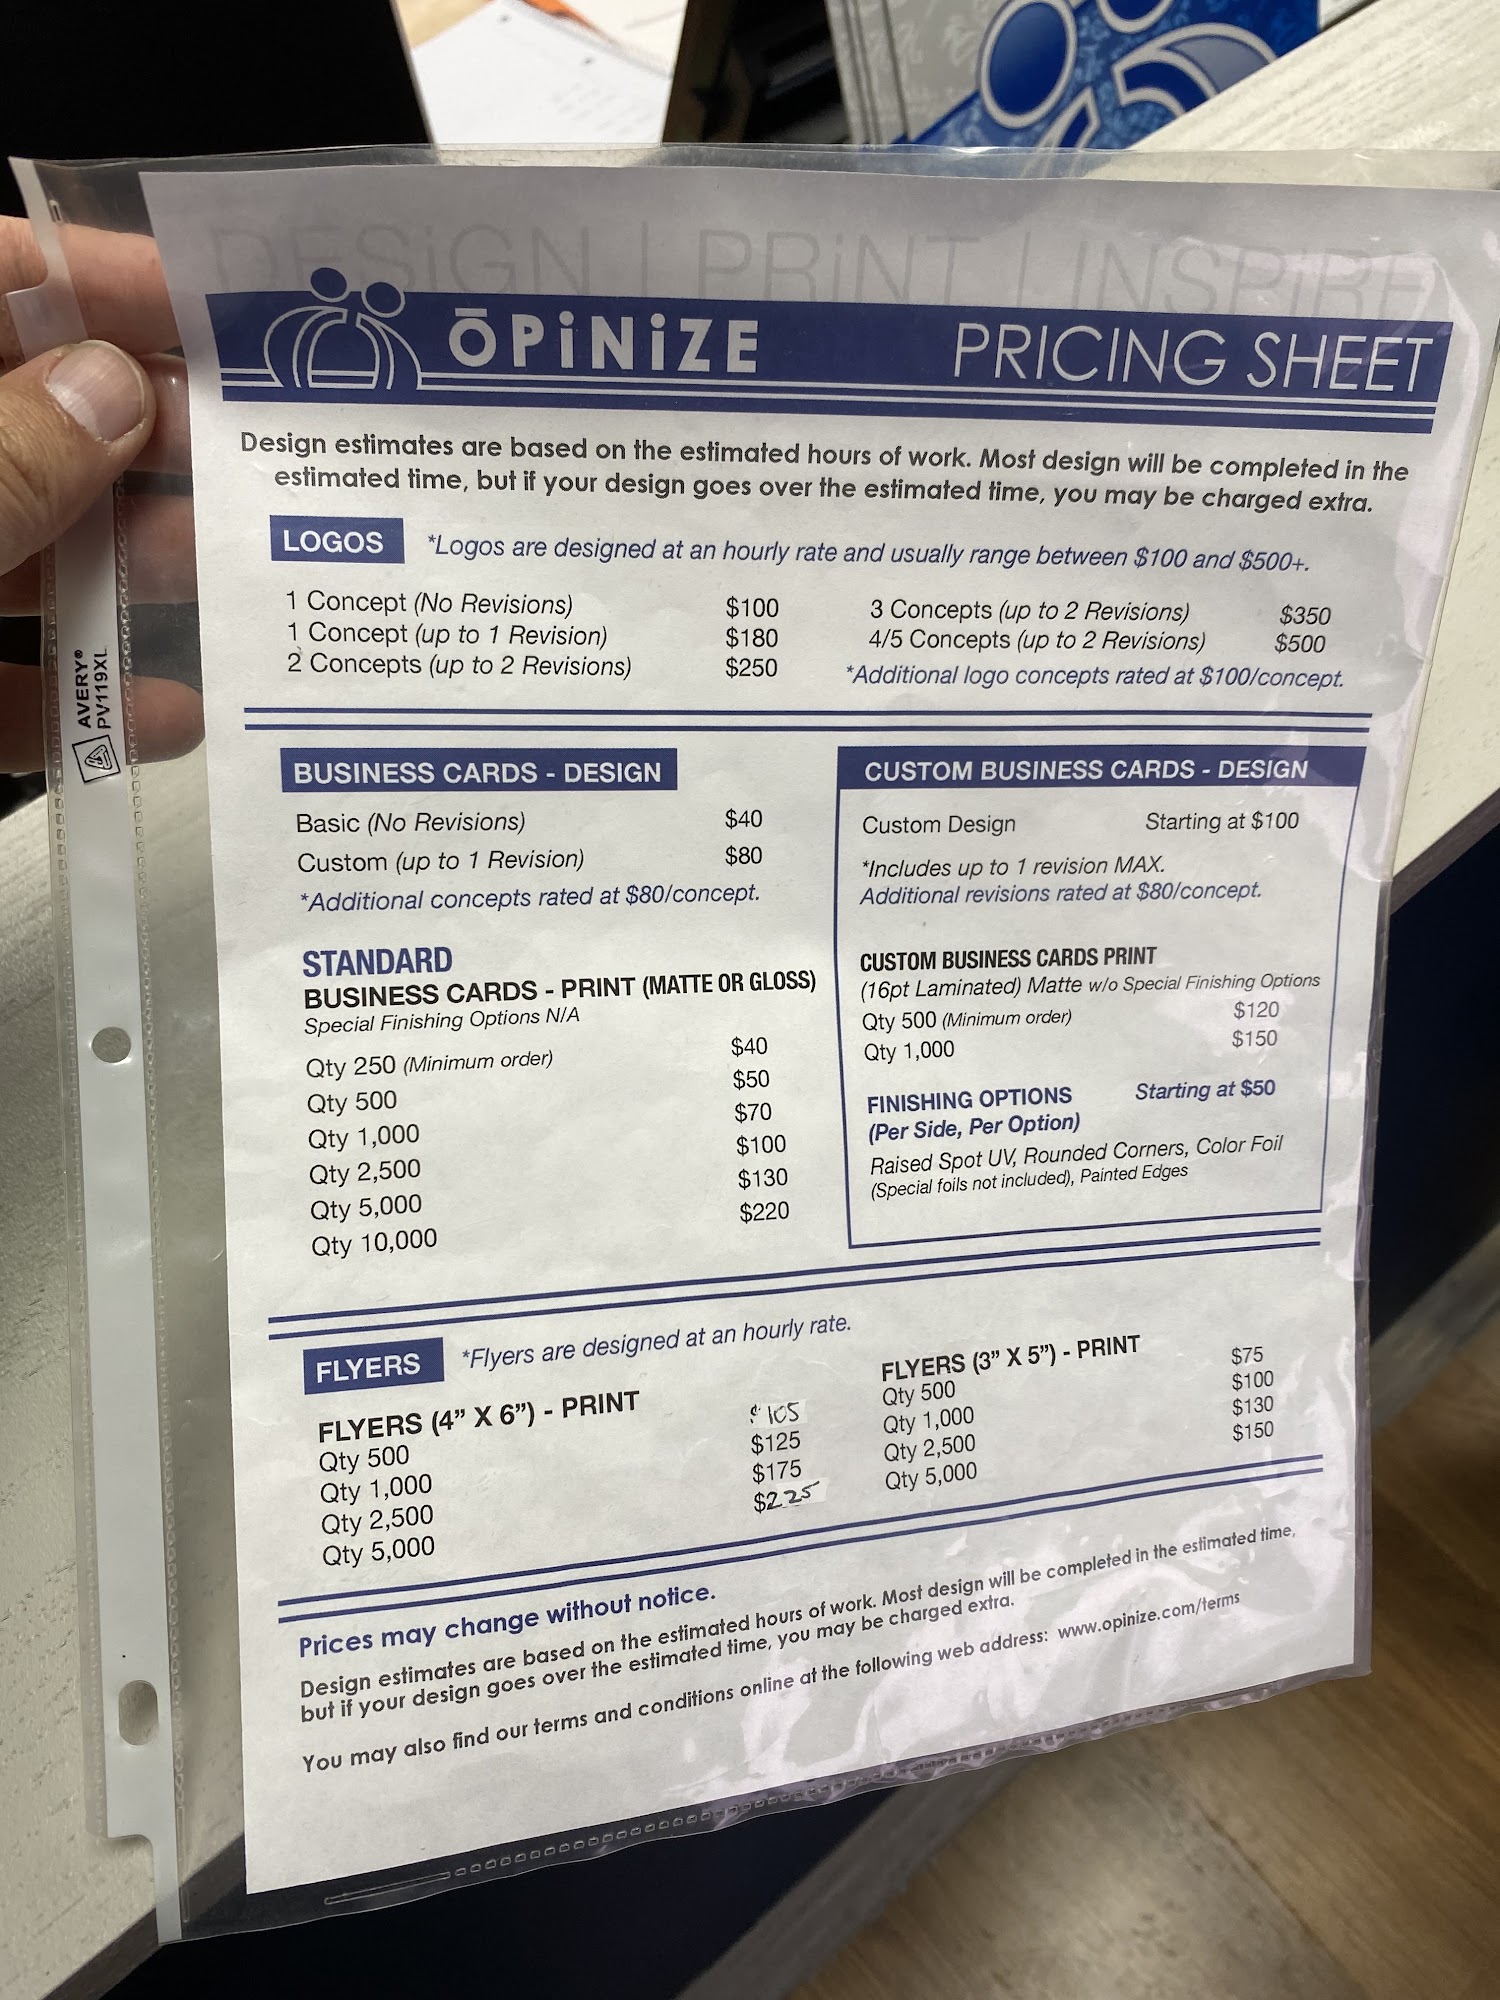 DESiGN | PRiNT | iNSPiRE
ŌPiNiZE
PRICING SHEET
Design estimates are based on the estimated hours of work. Most design will be completed in the
estimated time, but if your design goes over the estimated time, you may be charged extra.
LOGOS *Logos are designed at an hourly rate and usually range between $100 and $500+.
1 Concept (No Revisions) $100
1 Concept (up to 1 Revision) $180
2 Concepts (up to 2 Revisions) $250
3 Concepts (up to 2 Revisions) $350
4/5 Concepts (up to 2 Revisions) $500
*Additional logo concepts rated at $100/concept.
AVERY®
PV119XL
BUSINESS CARDS - DESIGN
Basic (No Revisions) $40
Custom (up to 1 Revision) $80
*Additional concepts rated at $80/concept.
STANDARD
BUSINESS CARDS - PRINT (MATTE OR GLOSS)
Special Finishing Options N/A
Qty 250 (Minimum order) $40
Qty 500 $50
Qty 1,000 $70
Qty 2,500 $100
Qty 5,000 $130
Qty 10,000 $220
CUSTOM BUSINESS CARDS - DESIGN
Custom Design Starting at $100
*Includes up to 1 revision MAX.
Additional revisions rated at $80/concept.
CUSTOM BUSINESS CARDS PRINT
(16pt Laminated) Matte w/o Special Finishing Options
Qty 500 (Minimum order) $120
Qty 1,000 $150
FINISHING OPTIONS Starting at $50
(Per Side, Per Option)
Raised Spot UV, Rounded Corners, Color Foil
(Special foils not included), Painted Edges
FLYERS *Flyers are designed at an hourly rate.
FLYERS (4” X 6”) - PRINT
Qty 500 $105
Qty 1,000 $125
Qty 2,500 $175
Qty 5,000 $225
FLYERS (3” X 5”) - PRINT
Qty 500 $75
Qty 1,000 $100
Qty 2,500 $130
Qty 5,000 $150
Prices may change without notice.
Design estimates are based on the estimated hours of work. Most design will be completed in the estimated time,
but if your design goes over the estimated time, you may be charged extra.
You may also find our terms and conditions online at the following web address: www.opinize.com/terms